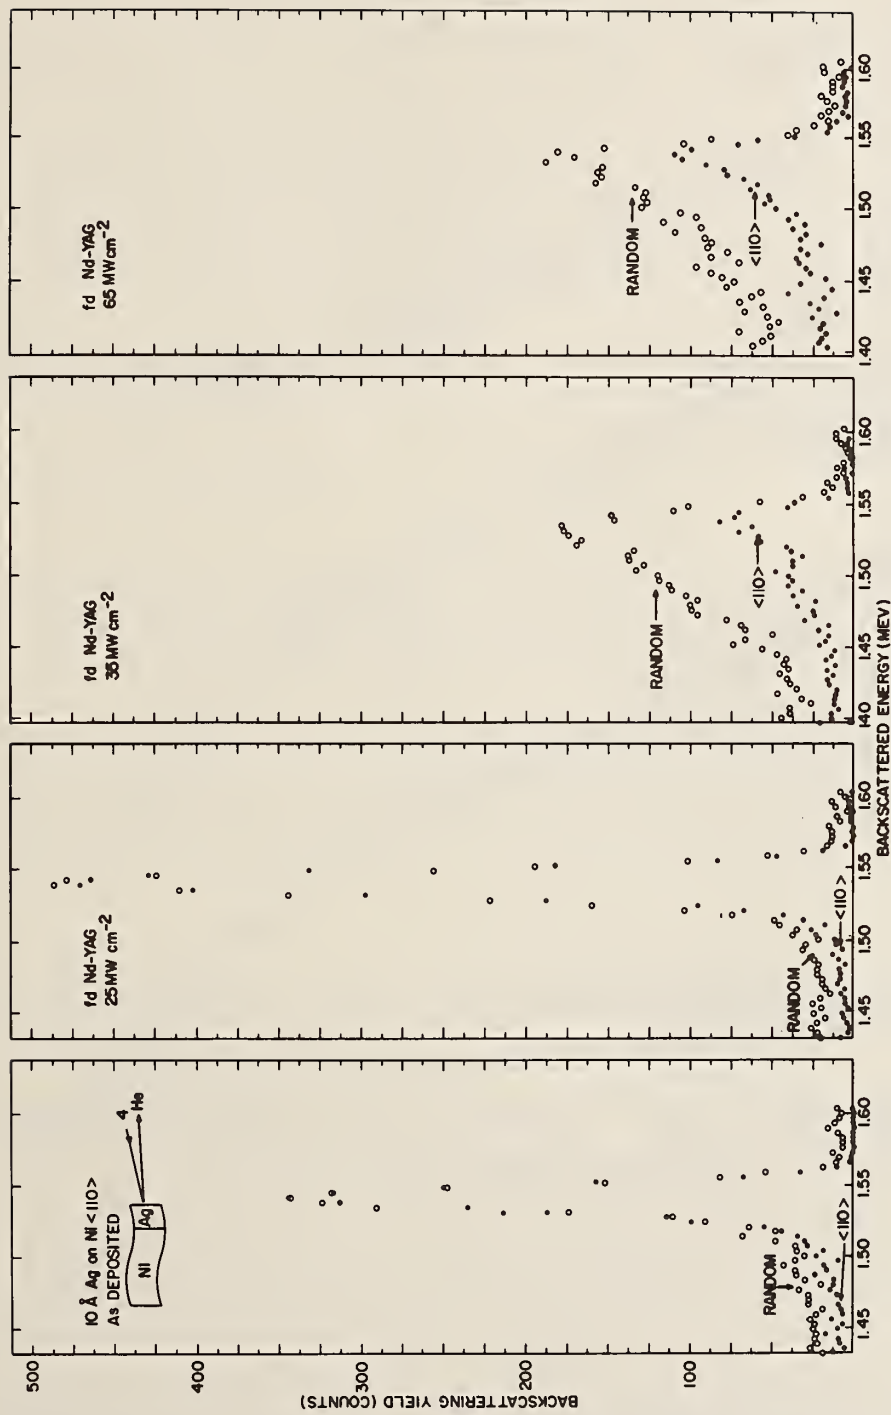 BACKSCATTERING YIELD (COUNTS)
500
400
300
200
100
10 Å Ag on Ni <110>
As DEPOSITED
4
He
Ni
Ag
RANDOM
<110>
1.45
1.50
1.55
1.60
fd Nd-YAG
25 MW cm-2
RANDOM
<110>
1.45
1.50
1.55
1.60
fd Nd-YAG
35 MW cm-2
RANDOM
<110>
1.40
1.45
1.50
1.55
1.60
fd Nd-YAG
65 MW cm-2
RANDOM
<110>
1.40
1.45
1.50
1.55
1.60
BACKSCATTERED ENERGY (MEV)